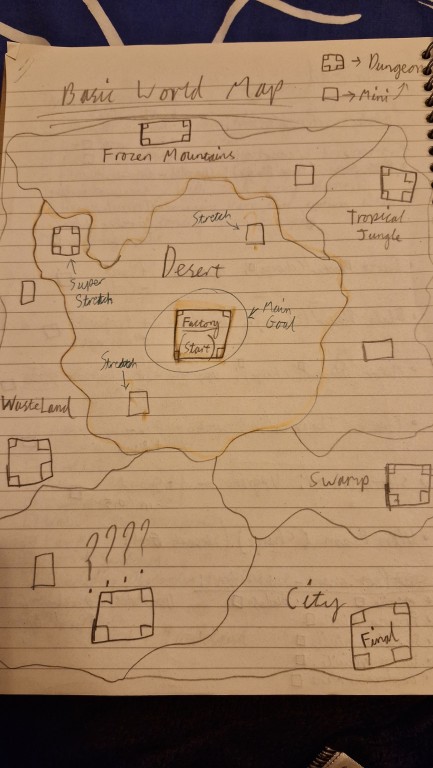 Basic World Map
→ Dungeon
→ Mini
Frozen Mountains
Tropical
Jungle
Stretch
Desert
Super
Stretch
Main
Goal
Factory
(Start)
Stretch
WasteLand
Swamp
????
City
Final